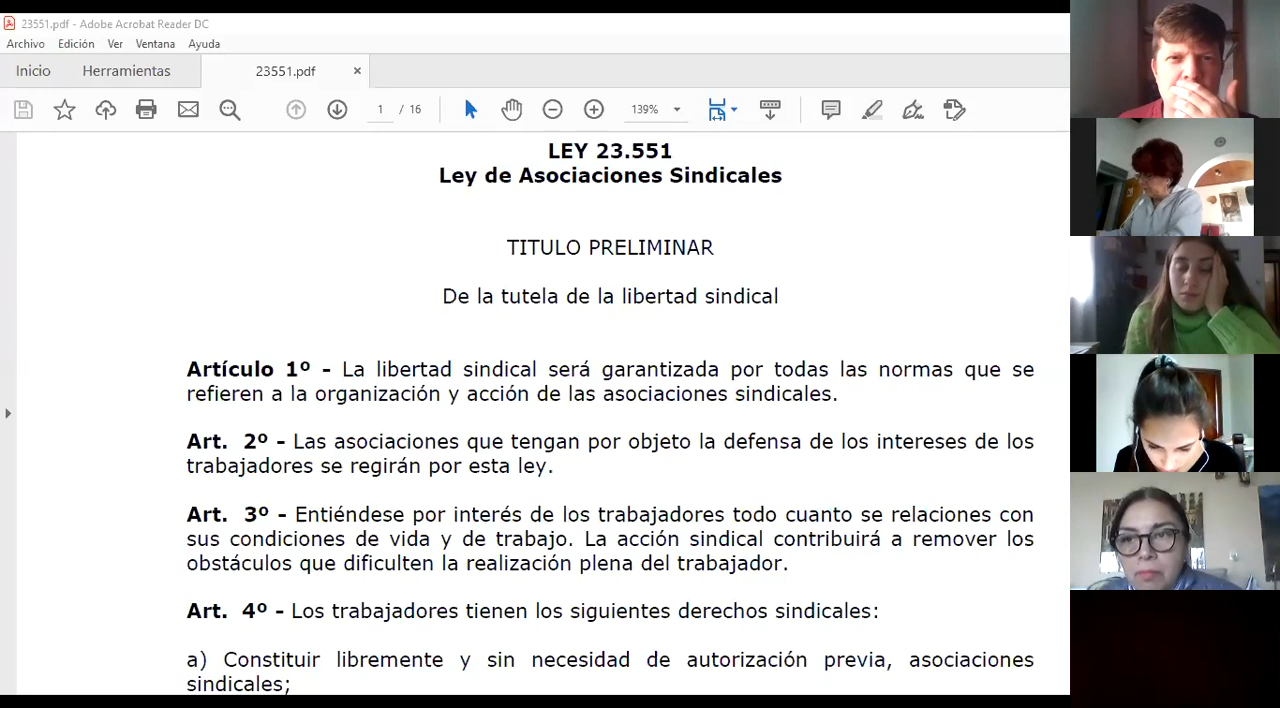 23551.pdf - Adobe Acrobat Reader DC
Archivo Edición Ver Ventana Ayuda
Inicio Herramientas 23551.pdf ×
1 / 16 139%
LEY 23.551
Ley de Asociaciones Sindicales
TITULO PRELIMINAR
De la tutela de la libertad sindical
Artículo 1º - La libertad sindical será garantizada por todas las normas que se
refieren a la organización y acción de las asociaciones sindicales.
Art. 2º - Las asociaciones que tengan por objeto la defensa de los intereses de los
trabajadores se regirán por esta ley.
Art. 3º - Entiéndese por interés de los trabajadores todo cuanto se relaciones con
sus condiciones de vida y de trabajo. La acción sindical contribuirá a remover los
obstáculos que dificulten la realización plena del trabajador.
Art. 4º - Los trabajadores tienen los siguientes derechos sindicales:
a) Constituir libremente y sin necesidad de autorización previa, asociaciones
sindicales;